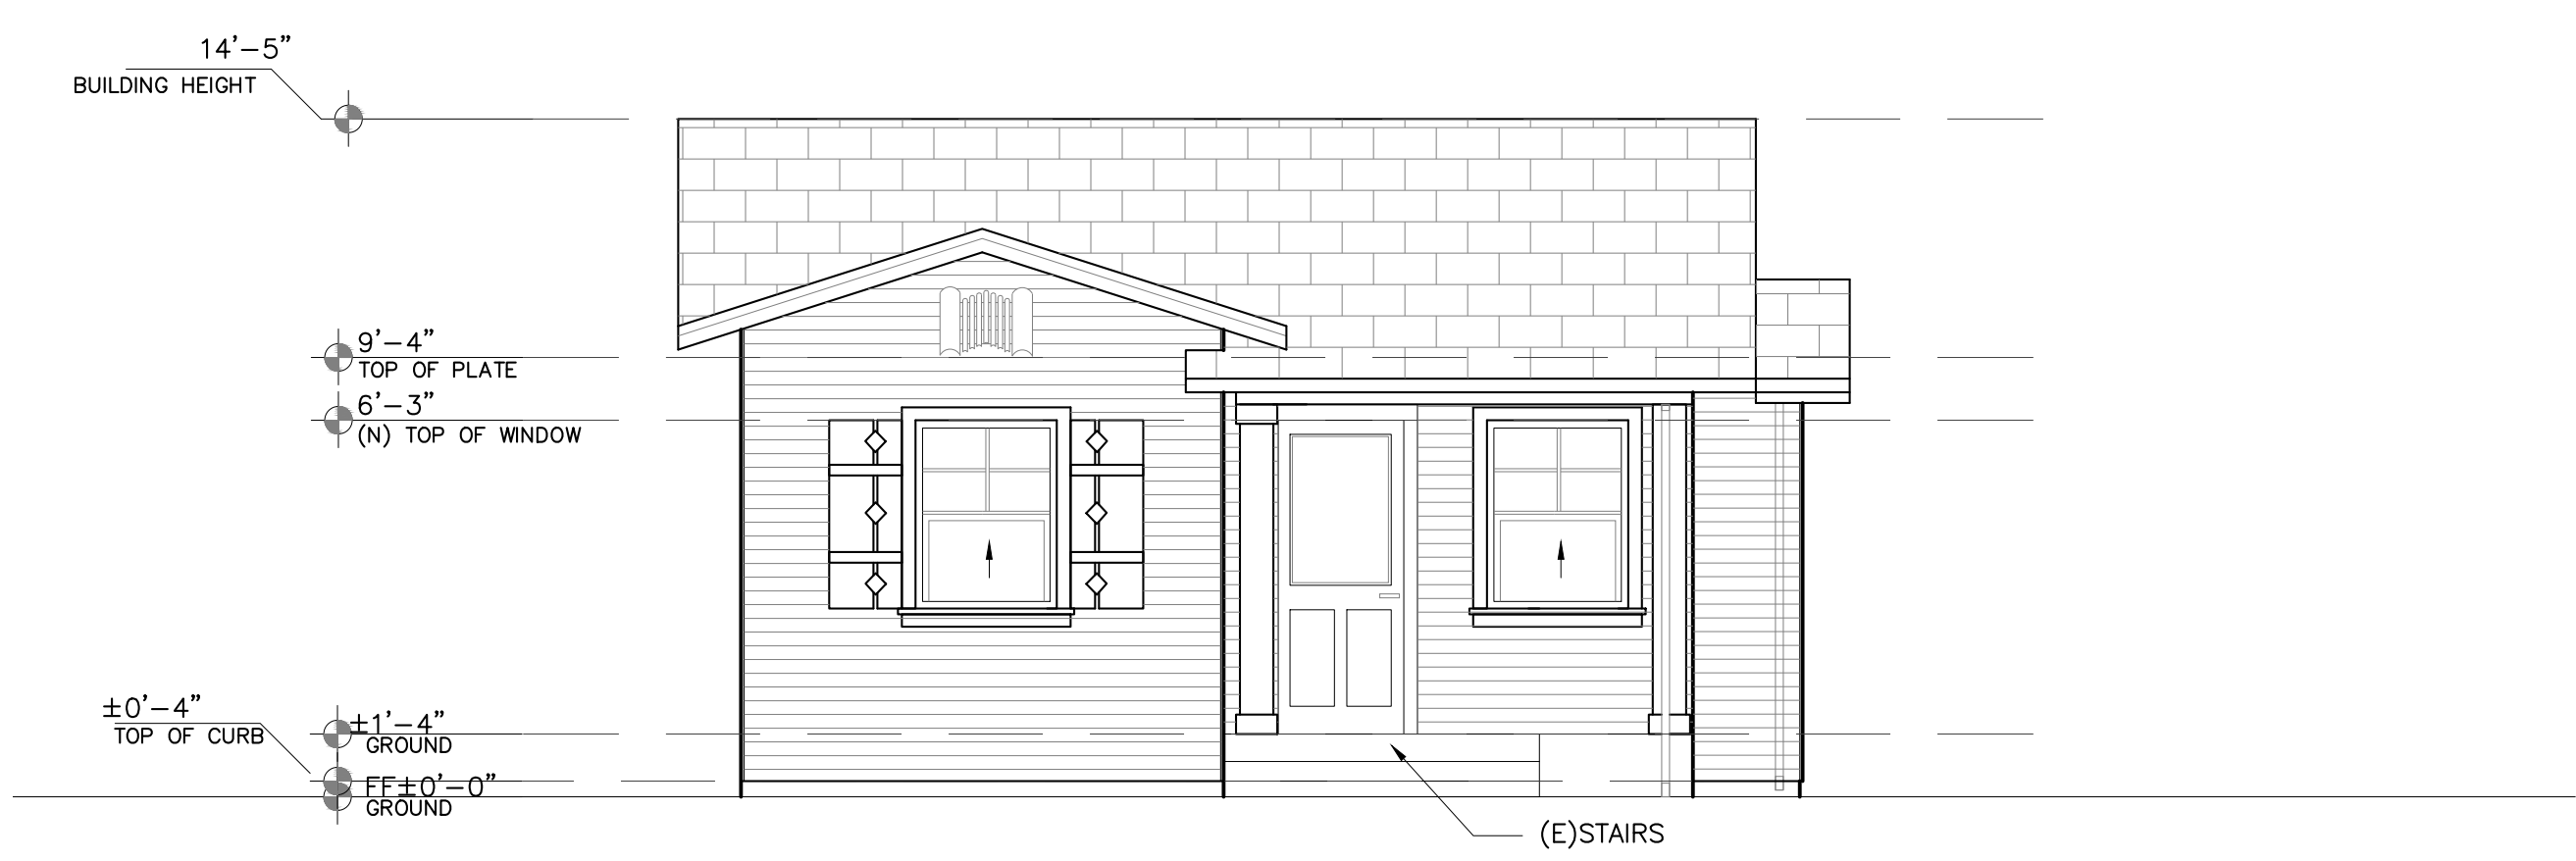 14'-5"
BUILDING HEIGHT
9'-4"
TOP OF PLATE
6'-3"
(N) TOP OF WINDOW
±0'-4"
TOP OF CURB
±1'-4"
GROUND
FF±0'-0"
GROUND
(E)STAIRS